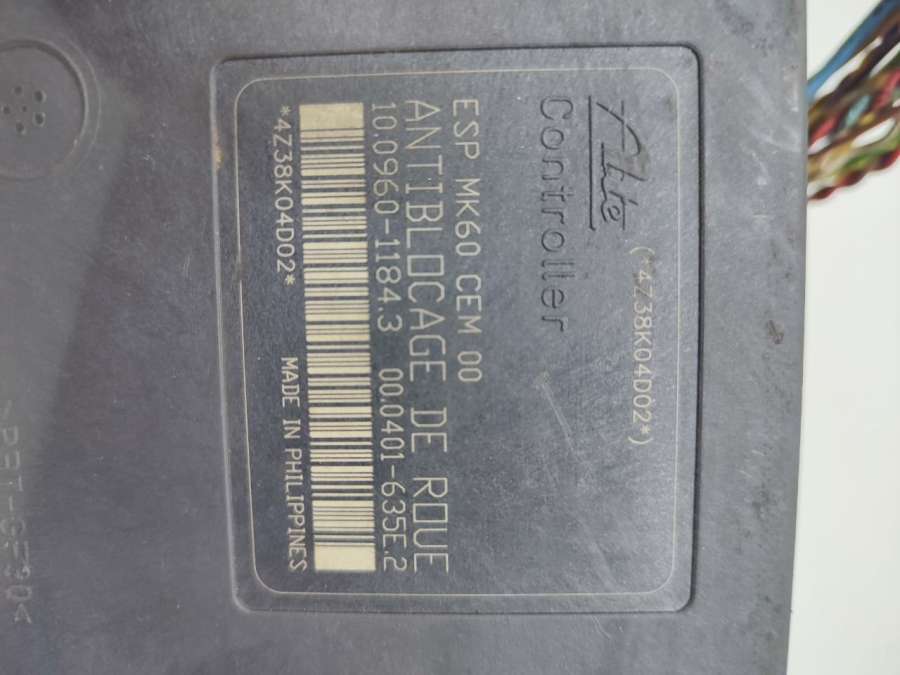 Ate (*4Z38K04D02*)
Controller
ESP MK60 CEM 00
ANTIBLOCAGE DE ROUE
10.0960-1184.3 00.0401-635E.2
*4Z38K04D02* MADE IN PHILIPPINES